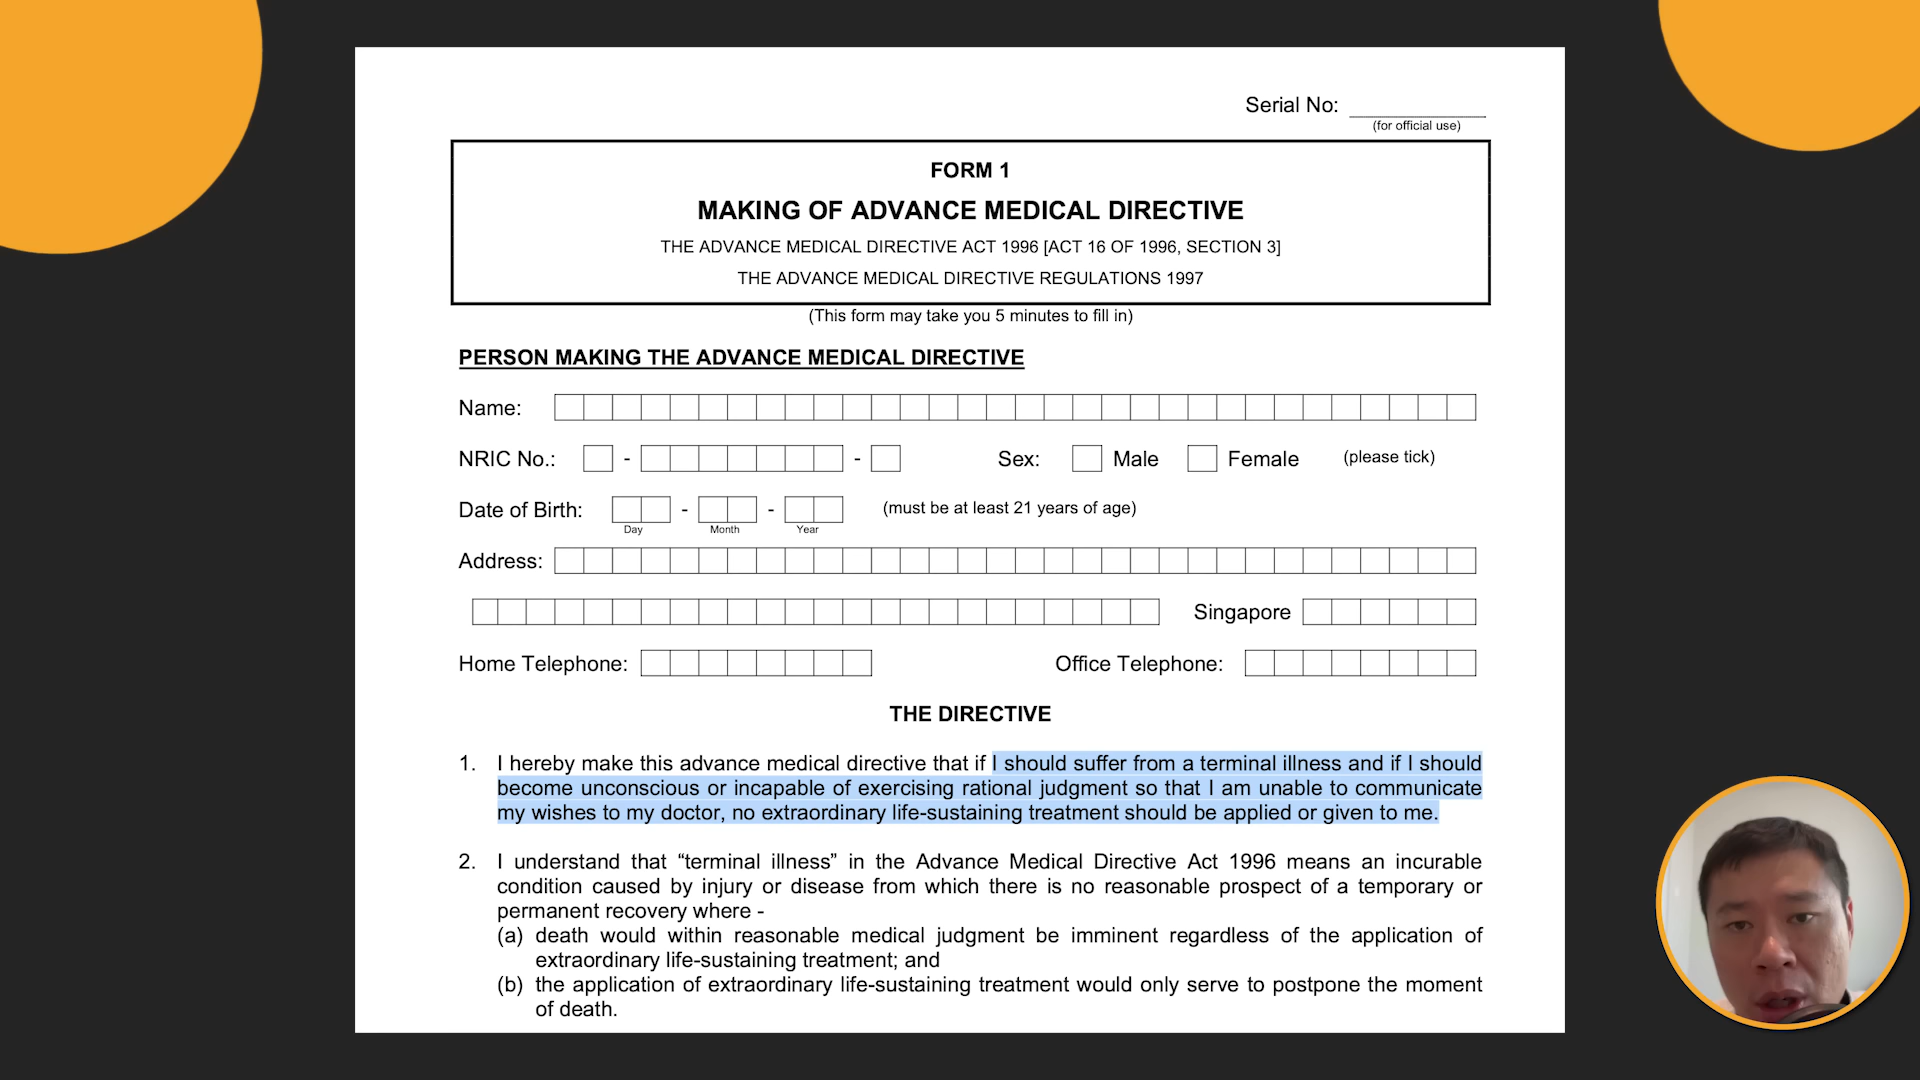 Serial No:
(for official use)
FORM 1
MAKING OF ADVANCE MEDICAL DIRECTIVE
THE ADVANCE MEDICAL DIRECTIVE ACT 1996 [ACT 16 OF 1996, SECTION 3]
THE ADVANCE MEDICAL DIRECTIVE REGULATIONS 1997
(This form may take you 5 minutes to fill in)
PERSON MAKING THE ADVANCE MEDICAL DIRECTIVE
Name:
NRIC No.: - - Sex: Male Female (please tick)
Date of Birth: - - (must be at least 21 years of age)
Day Month Year
Address:
Singapore
Home Telephone: Office Telephone:
THE DIRECTIVE
1. I hereby make this advance medical directive that if I should suffer from a terminal illness and if I should
become unconscious or incapable of exercising rational judgment so that I am unable to communicate
my wishes to my doctor, no extraordinary life-sustaining treatment should be applied or given to me.
2. I understand that “terminal illness” in the Advance Medical Directive Act 1996 means an incurable
condition caused by injury or disease from which there is no reasonable prospect of a temporary or
permanent recovery where -
(a) death would within reasonable medical judgment be imminent regardless of the application of
extraordinary life-sustaining treatment; and
(b) the application of extraordinary life-sustaining treatment would only serve to postpone the moment
of death.